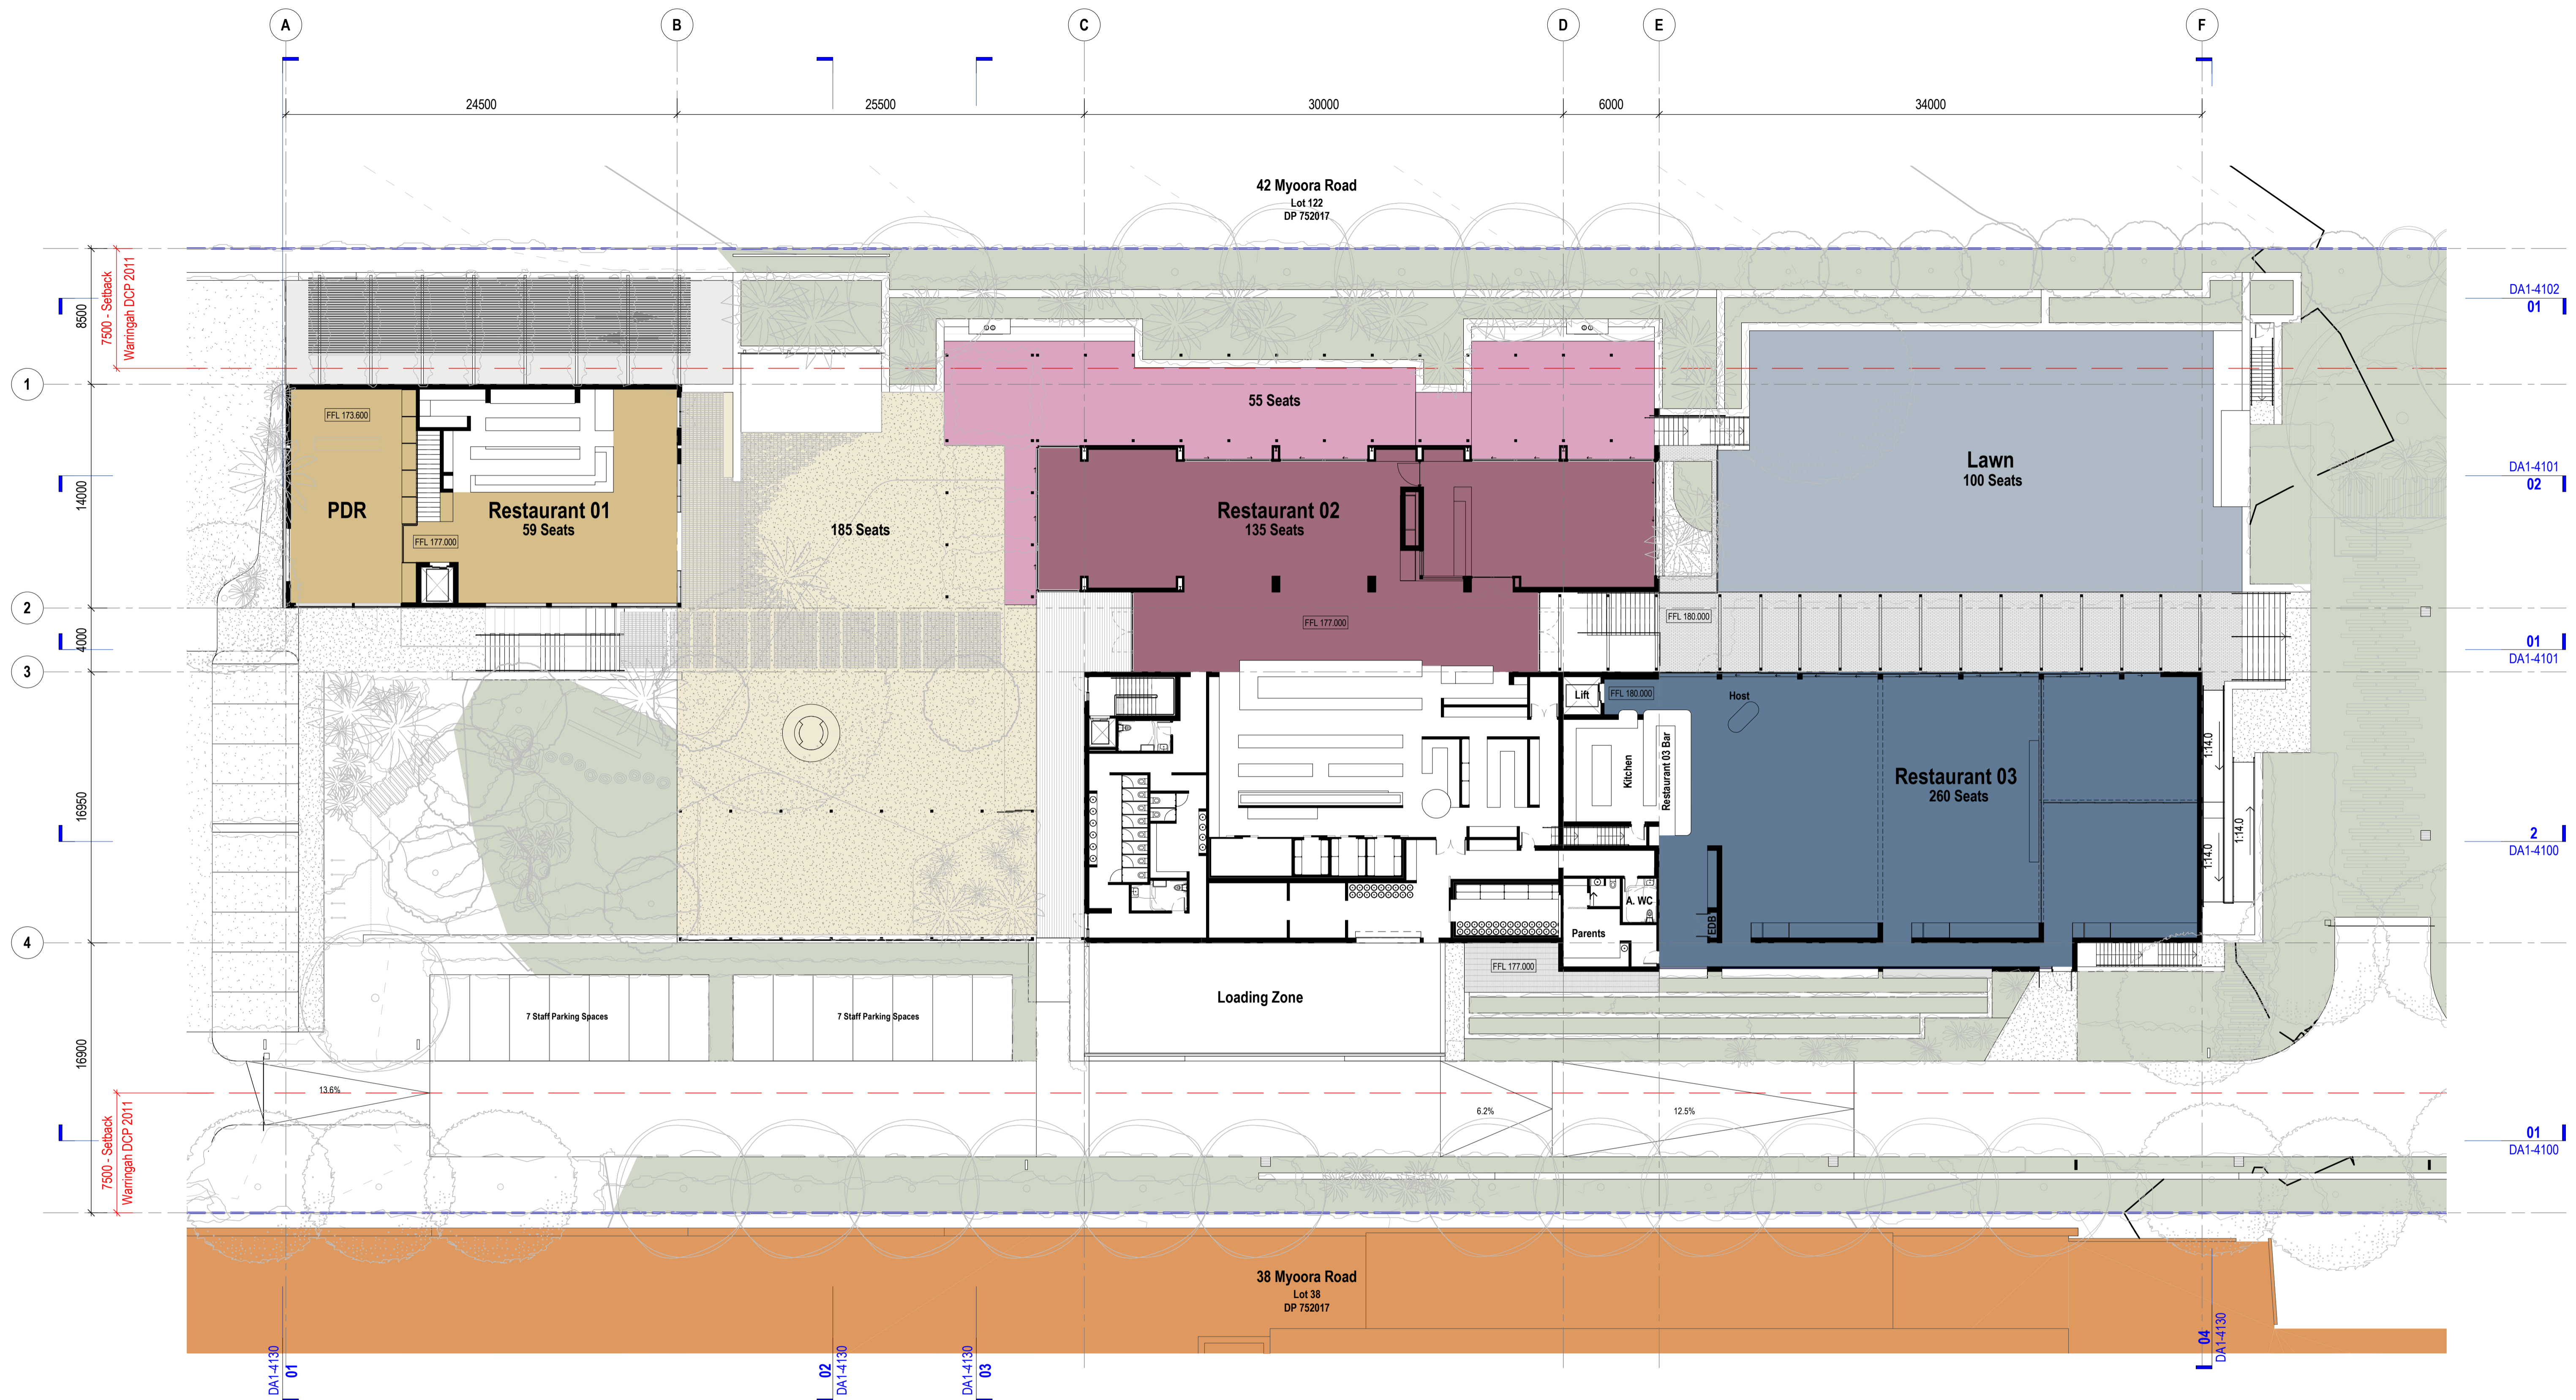 A
B
C
D
E
F
24500
25500
30000
6000
34000
42 Myoora Road
Lot 122
DP 752017
8500
7500 - Setback
Warringah DCP 2011
DA1-4102
01
1
FFL 173.600
55 Seats
14000
Lawn
100 Seats
DA1-4101
02
PDR
Restaurant 01
59 Seats
FFL 177.000
185 Seats
Restaurant 02
135 Seats
2
4000
FFL 177.000
FFL 180.000
01
DA1-4101
3
Lift
FFL 180.000
Host
Kitchen
Restaurant 03 Bar
Restaurant 03
260 Seats
1:14.0
1:14.0
1:14.0
16950
2
DA1-4100
A. WC
EDB
Parents
4
FFL 177.000
Loading Zone
7 Staff Parking Spaces
7 Staff Parking Spaces
16900
13.6%
6.2%
12.5%
7500 - Setback
Warringah DCP 2011
01
DA1-4100
38 Myoora Road
Lot 38
DP 752017
DA1-4130
01
02
DA1-4130
DA1-4130
03
04
DA1-4130